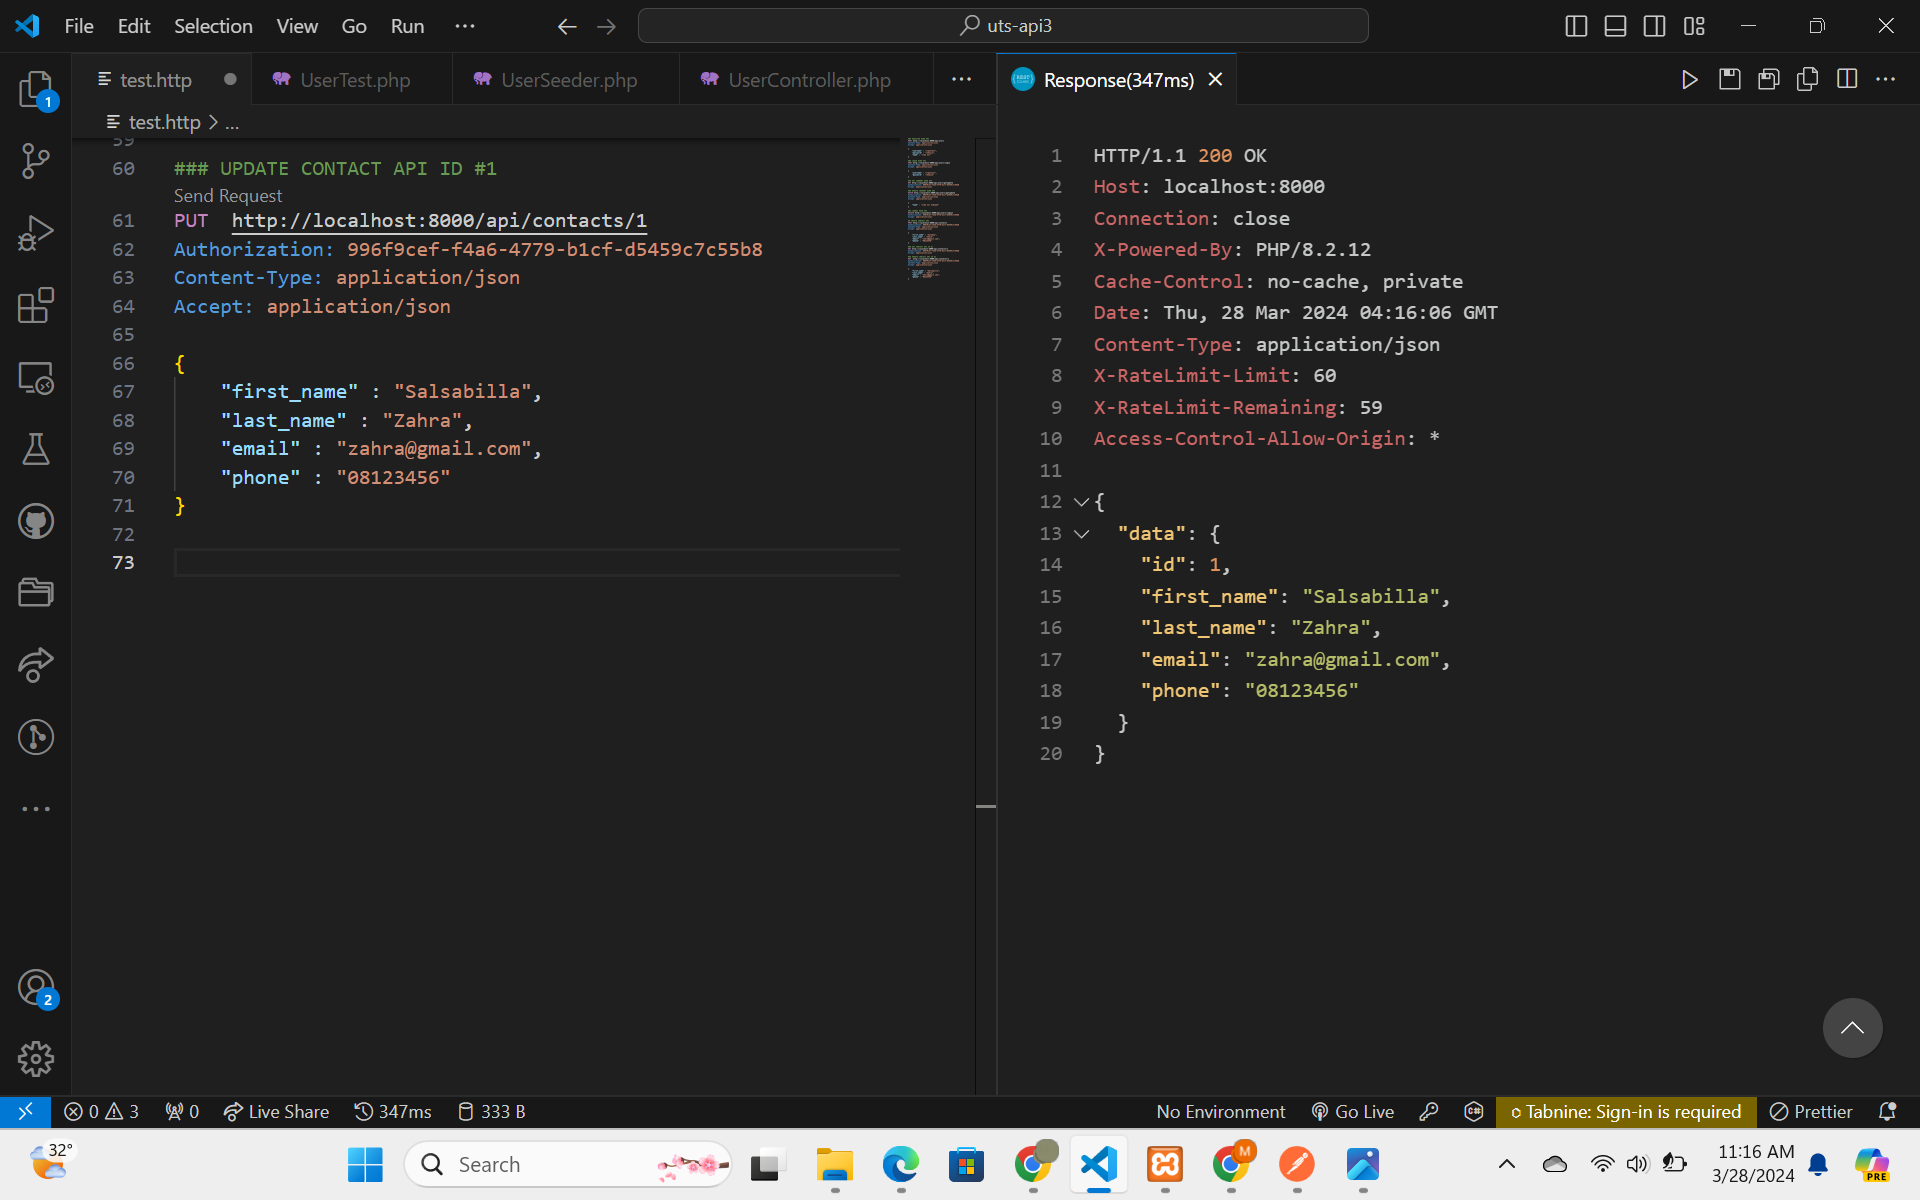 File Edit Selection View Go Run ··· uts-api3
test.http UserTest.php UserSeeder.php UserController.php ··· Response(347ms)
test.http > ...
59
60 ### UPDATE CONTACT API ID #1
Send Request
61 PUT http://localhost:8000/api/contacts/1
62 Authorization: 996f9cef-f4a6-4779-b1cf-d5459c7c55b8
63 Content-Type: application/json
64 Accept: application/json
65
66 {
67 "first_name" : "Salsabilla",
68 "last_name" : "Zahra",
69 "email" : "zahra@gmail.com",
70 "phone" : "08123456"
71 }
72
73
1 HTTP/1.1 200 OK
2 Host: localhost:8000
3 Connection: close
4 X-Powered-By: PHP/8.2.12
5 Cache-Control: no-cache, private
6 Date: Thu, 28 Mar 2024 04:16:06 GMT
7 Content-Type: application/json
8 X-RateLimit-Limit: 60
9 X-RateLimit-Remaining: 59
10 Access-Control-Allow-Origin: *
11
12 {
13 "data": {
14 "id": 1,
15 "first_name": "Salsabilla",
16 "last_name": "Zahra",
17 "email": "zahra@gmail.com",
18 "phone": "08123456"
19 }
20 }
1
2
0 3 0 Live Share 347ms 333 B No Environment Go Live Tabnine: Sign-in is required Prettier
32° Search M 11:16 AM
3/28/2024 PRE